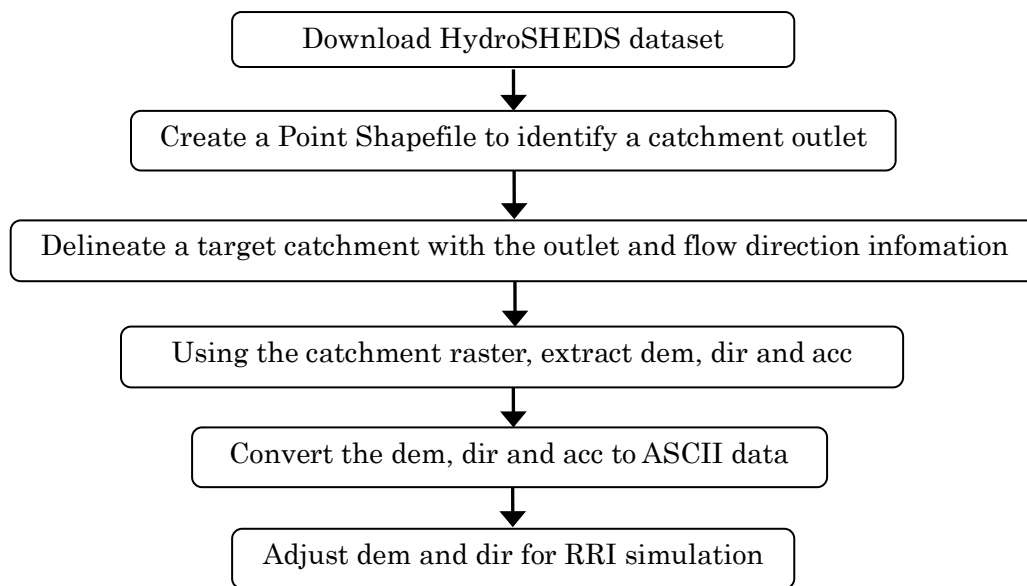 Download HydroSHEDS dataset
Create a Point Shapefile to identify a catchment outlet
Delineate a target catchment with the outlet and flow direction infomation
Using the catchment raster, extract dem, dir and acc
Convert the dem, dir and acc to ASCII data
Adjust dem and dir for RRI simulation